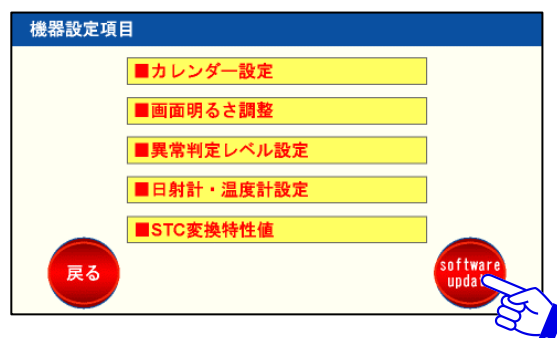 機器設定項目
■カレンダー設定
■画面明るさ調整
■異常判定レベル設定
■日射計・温度計設定
■STC変換特性値
戻る
software